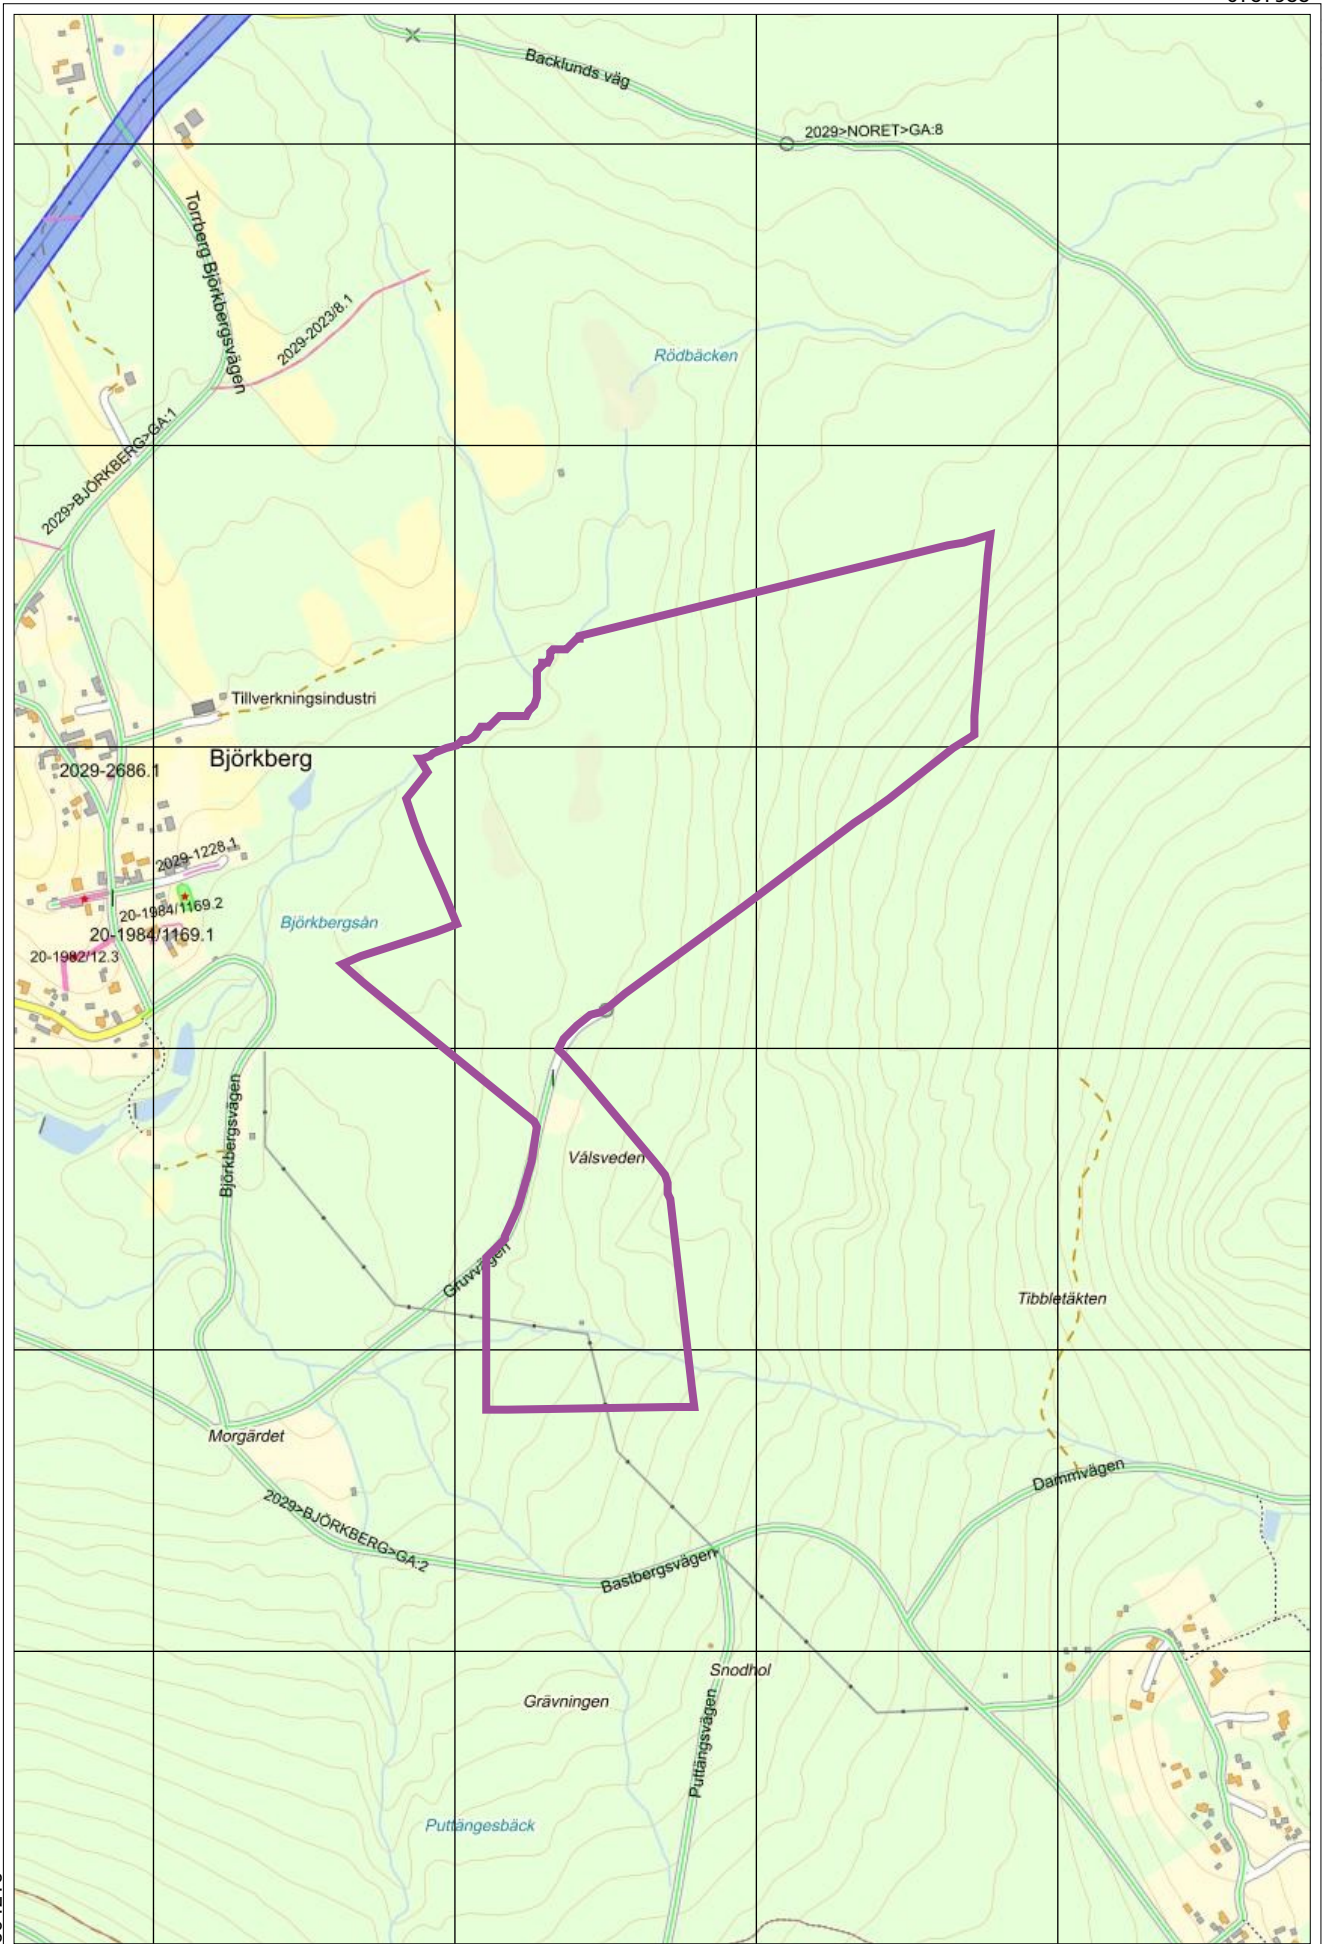 Backlunds väg
2029>NORET>GA:8
Torrberg Björkbergsvägen
2029-2023/8.1
Rödbäcken
2029>BJÖRKBERG>GA:1
Tillverkningsindustri
Björkberg
2029-2686.1
2029-1228.1
20-1984/1169.2
Björkbergsån
20-1984/1169.1
20-1982/12.3
Björkbergsvägen
Vålsveden
Gruvvägen
Tibbletäkten
Morgärdet
Dammvägen
2029>BJÖRKBERG>GA:2
Bastbergsvägen
Snodhol
Grävningen
Puttängsvägen
Puttängesbäck